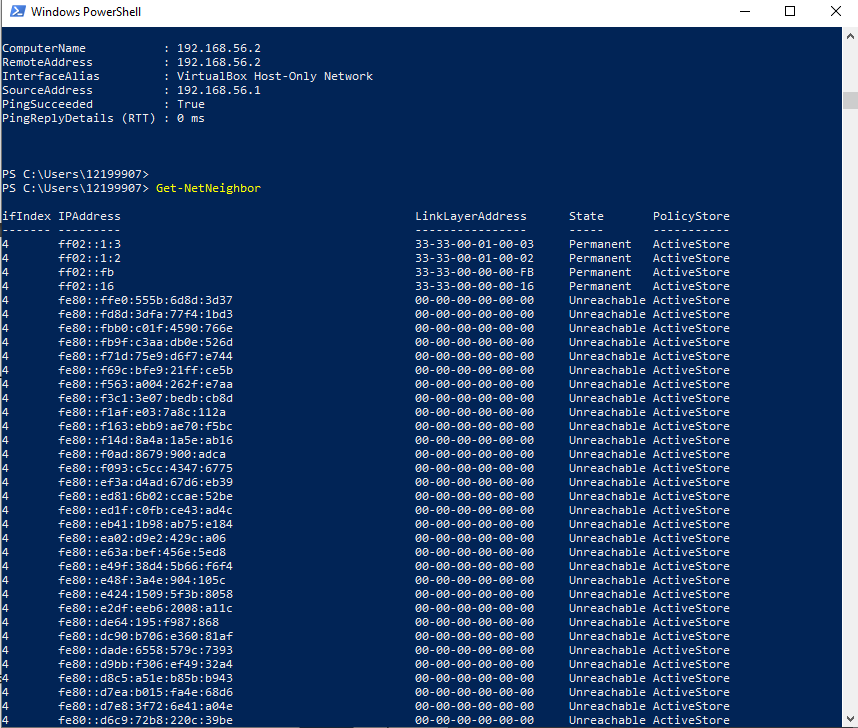 Windows PowerShell
ComputerName           : 192.168.56.2
RemoteAddress          : 192.168.56.2
InterfaceAlias         : VirtualBox Host-Only Network
SourceAddress          : 192.168.56.1
PingSucceeded          : True
PingReplyDetails (RTT) : 0 ms
PS C:\Users\12199907>
PS C:\Users\12199907> Get-NetNeighbor
ifIndex IPAddress                                          LinkLayerAddress      State       PolicyStore
------- ---------                                          ----------------      -----       -----------
4       ff02::1:3                                          33-33-00-01-00-03     Permanent   ActiveStore
4       ff02::1:2                                          33-33-00-01-00-02     Permanent   ActiveStore
4       ff02::fb                                           33-33-00-00-00-FB     Permanent   ActiveStore
4       ff02::16                                           33-33-00-00-00-16     Permanent   ActiveStore
4       fe80::ffe0:555b:6d8d:3d37                          00-00-00-00-00-00     Unreachable ActiveStore
4       fe80::fd8d:3dfa:77f4:1bd3                          00-00-00-00-00-00     Unreachable ActiveStore
4       fe80::fbb0:c01f:4590:766e                          00-00-00-00-00-00     Unreachable ActiveStore
4       fe80::fb9f:c3aa:db0e:526d                          00-00-00-00-00-00     Unreachable ActiveStore
4       fe80::f71d:75e9:d6f7:e744                          00-00-00-00-00-00     Unreachable ActiveStore
4       fe80::f69c:bfe9:21ff:ce5b                          00-00-00-00-00-00     Unreachable ActiveStore
4       fe80::f563:a004:262f:e7aa                          00-00-00-00-00-00     Unreachable ActiveStore
4       fe80::f3c1:3e07:bedb:cb8d                          00-00-00-00-00-00     Unreachable ActiveStore
4       fe80::f1af:e03:7a8c:112a                           00-00-00-00-00-00     Unreachable ActiveStore
4       fe80::f163:ebb9:ae70:f5bc                          00-00-00-00-00-00     Unreachable ActiveStore
4       fe80::f14d:8a4a:1a5e:ab16                          00-00-00-00-00-00     Unreachable ActiveStore
4       fe80::f0ad:8679:900:adca                           00-00-00-00-00-00     Unreachable ActiveStore
4       fe80::f093:c5cc:4347:6775                          00-00-00-00-00-00     Unreachable ActiveStore
4       fe80::ef3a:d4ad:67d6:eb39                          00-00-00-00-00-00     Unreachable ActiveStore
4       fe80::ed81:6b02:ccae:52be                          00-00-00-00-00-00     Unreachable ActiveStore
4       fe80::ed1f:c0fb:ce43:ad4c                          00-00-00-00-00-00     Unreachable ActiveStore
4       fe80::eb41:1b98:ab75:e184                          00-00-00-00-00-00     Unreachable ActiveStore
4       fe80::ea02:d9e2:429c:a06                           00-00-00-00-00-00     Unreachable ActiveStore
4       fe80::e63a:bef:456e:5ed8                           00-00-00-00-00-00     Unreachable ActiveStore
4       fe80::e49f:38d4:5b66:f6f4                          00-00-00-00-00-00     Unreachable ActiveStore
4       fe80::e48f:3a4e:904:105c                           00-00-00-00-00-00     Unreachable ActiveStore
4       fe80::e424:1509:5f3b:8058                          00-00-00-00-00-00     Unreachable ActiveStore
4       fe80::e2df:eeb6:2008:a11c                          00-00-00-00-00-00     Unreachable ActiveStore
4       fe80::de64:195:f987:868                            00-00-00-00-00-00     Unreachable ActiveStore
4       fe80::dc90:b706:e360:81af                          00-00-00-00-00-00     Unreachable ActiveStore
4       fe80::dade:6558:579c:7393                          00-00-00-00-00-00     Unreachable ActiveStore
4       fe80::d9bb:f306:ef49:32a4                          00-00-00-00-00-00     Unreachable ActiveStore
4       fe80::d8c5:a51e:b85b:b943                          00-00-00-00-00-00     Unreachable ActiveStore
4       fe80::d7ea:b015:fa4e:68d6                          00-00-00-00-00-00     Unreachable ActiveStore
4       fe80::d7e8:3f72:6e41:a04e                          00-00-00-00-00-00     Unreachable ActiveStore
4       fe80::d6c9:72b8:220c:39be                          00-00-00-00-00-00     Unreachable ActiveStore